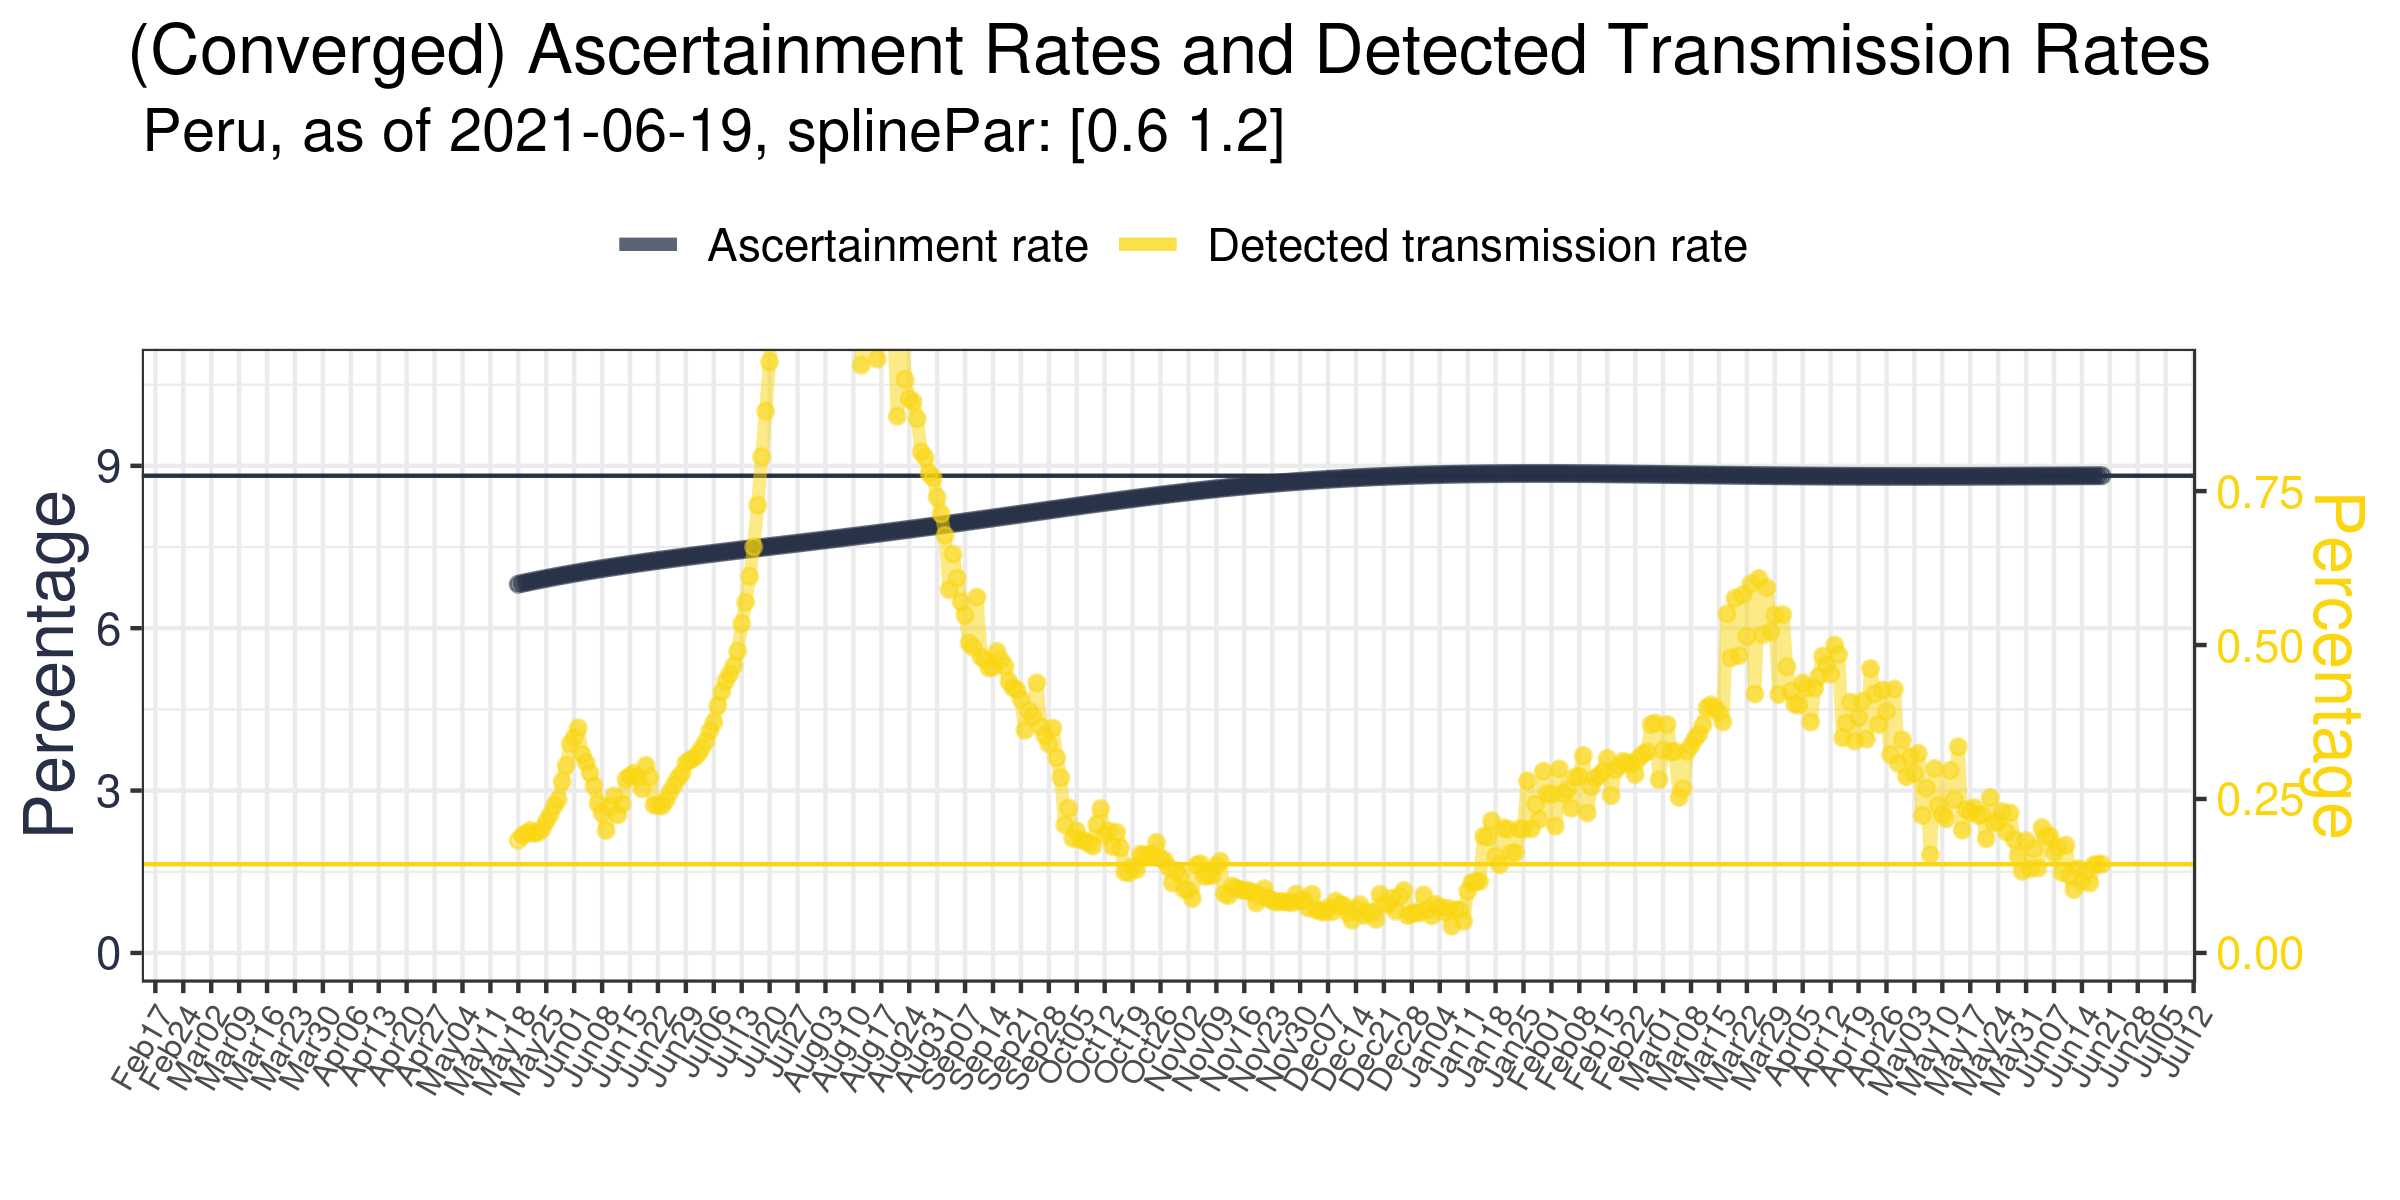 (Converged) Ascertainment Rates and Detected Transmission Rates
Peru, as of 2021-06-19, splinePar: [0.6 1.2]
Ascertainment rate
Detected transmission rate
Percentage
9
6
3
0
0.75
0.50
0.25
0.00
Percentage
Feb17
Feb24
Mar02
Mar09
Mar16
Mar23
Mar30
Apr06
Apr13
Apr20
Apr27
May04
May11
May18
May25
Jun01
Jun08
Jun15
Jun22
Jun29
Jul06
Jul13
Jul20
Jul27
Aug03
Aug10
Aug17
Aug24
Aug31
Sep07
Sep14
Sep21
Sep28
Oct05
Oct12
Oct19
Oct26
Nov02
Nov09
Nov16
Nov23
Nov30
Dec07
Dec14
Dec21
Dec28
Jan04
Jan11
Jan18
Jan25
Feb01
Feb08
Feb15
Feb22
Mar01
Mar08
Mar15
Mar22
Mar29
Apr05
Apr12
Apr19
Apr26
May03
May10
May17
May24
May31
Jun07
Jun14
Jun21
Jun28
Jul05
Jul12